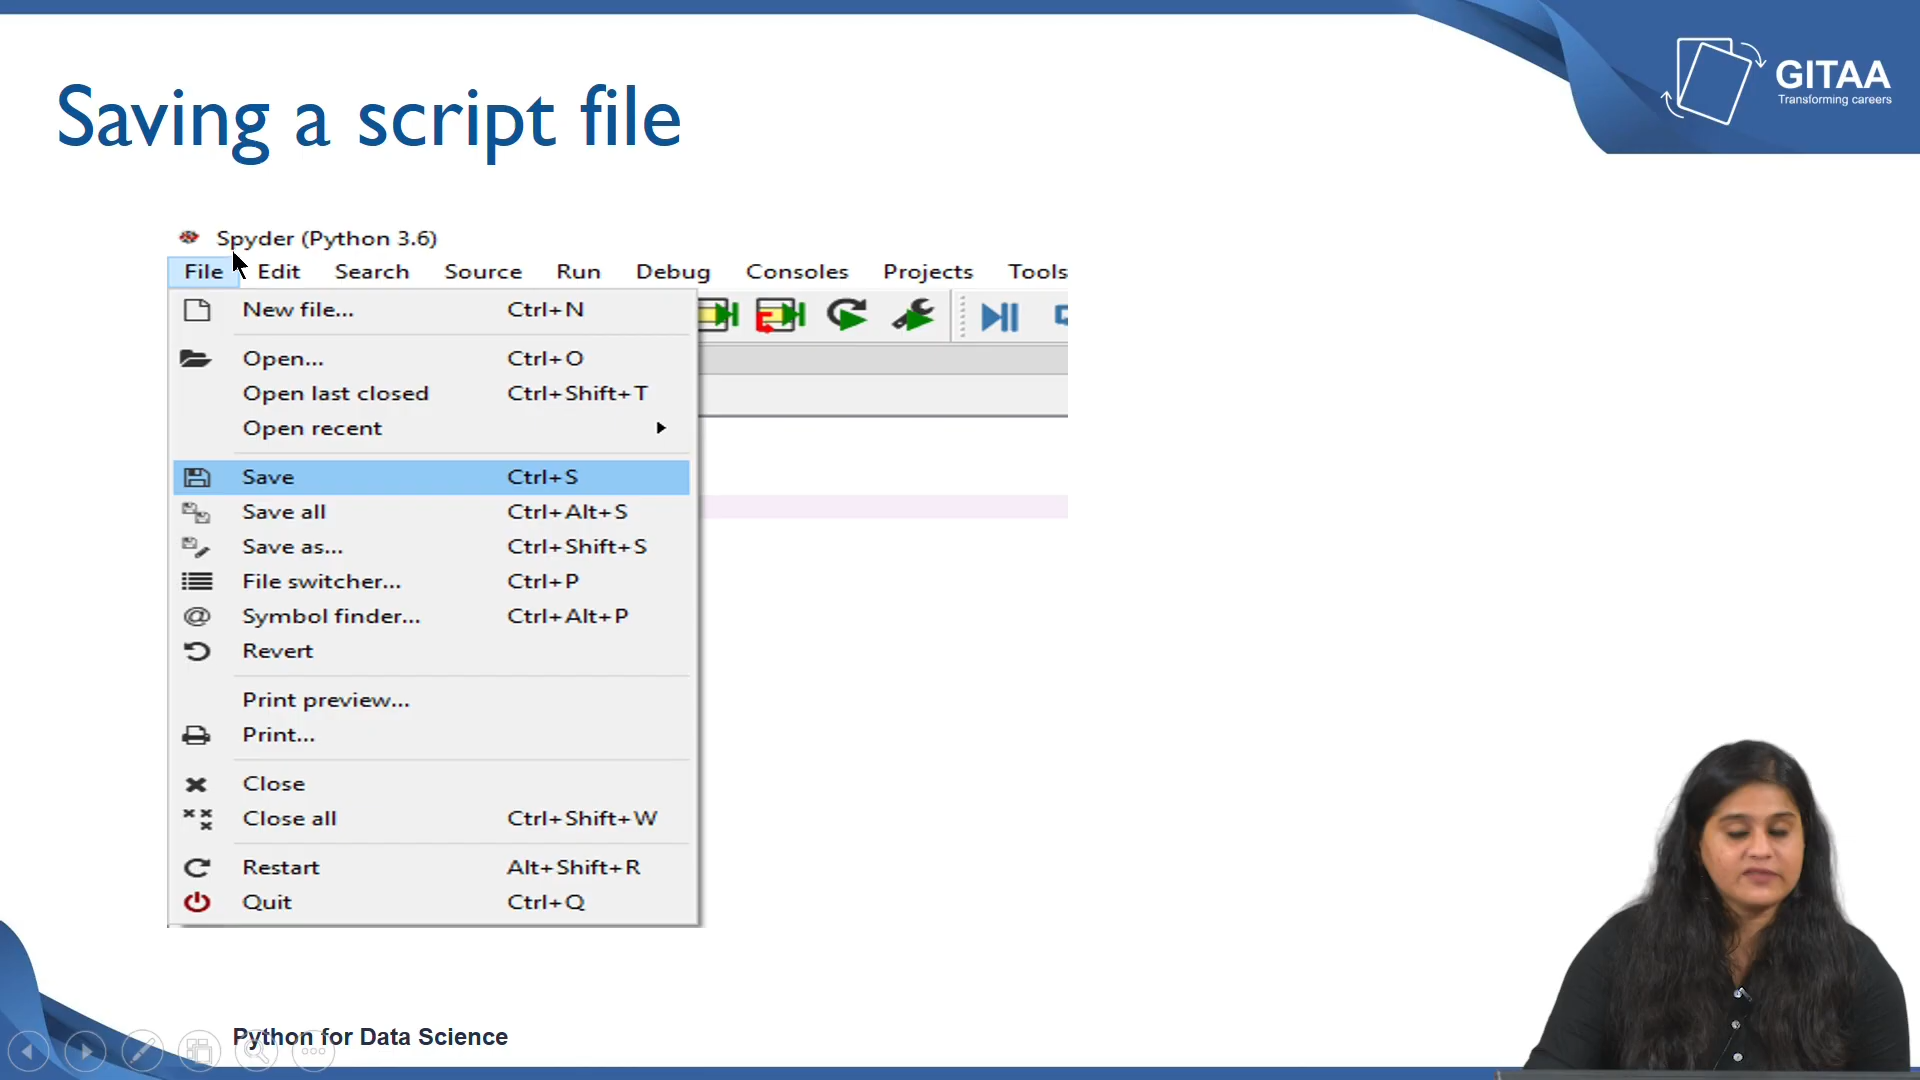 GITAA
Transforming careers
Saving a script file
Spyder (Python 3.6)
File Edit Search Source Run Debug Consoles Projects Tools
New file... Ctrl+N
Open... Ctrl+O
Open last closed Ctrl+Shift+T
Open recent
Save Ctrl+S
Save all Ctrl+Alt+S
Save as... Ctrl+Shift+S
File switcher... Ctrl+P
Symbol finder... Ctrl+Alt+P
Revert
Print preview...
Print...
Close
Close all Ctrl+Shift+W
Restart Alt+Shift+R
Quit Ctrl+Q
Python for Data Science